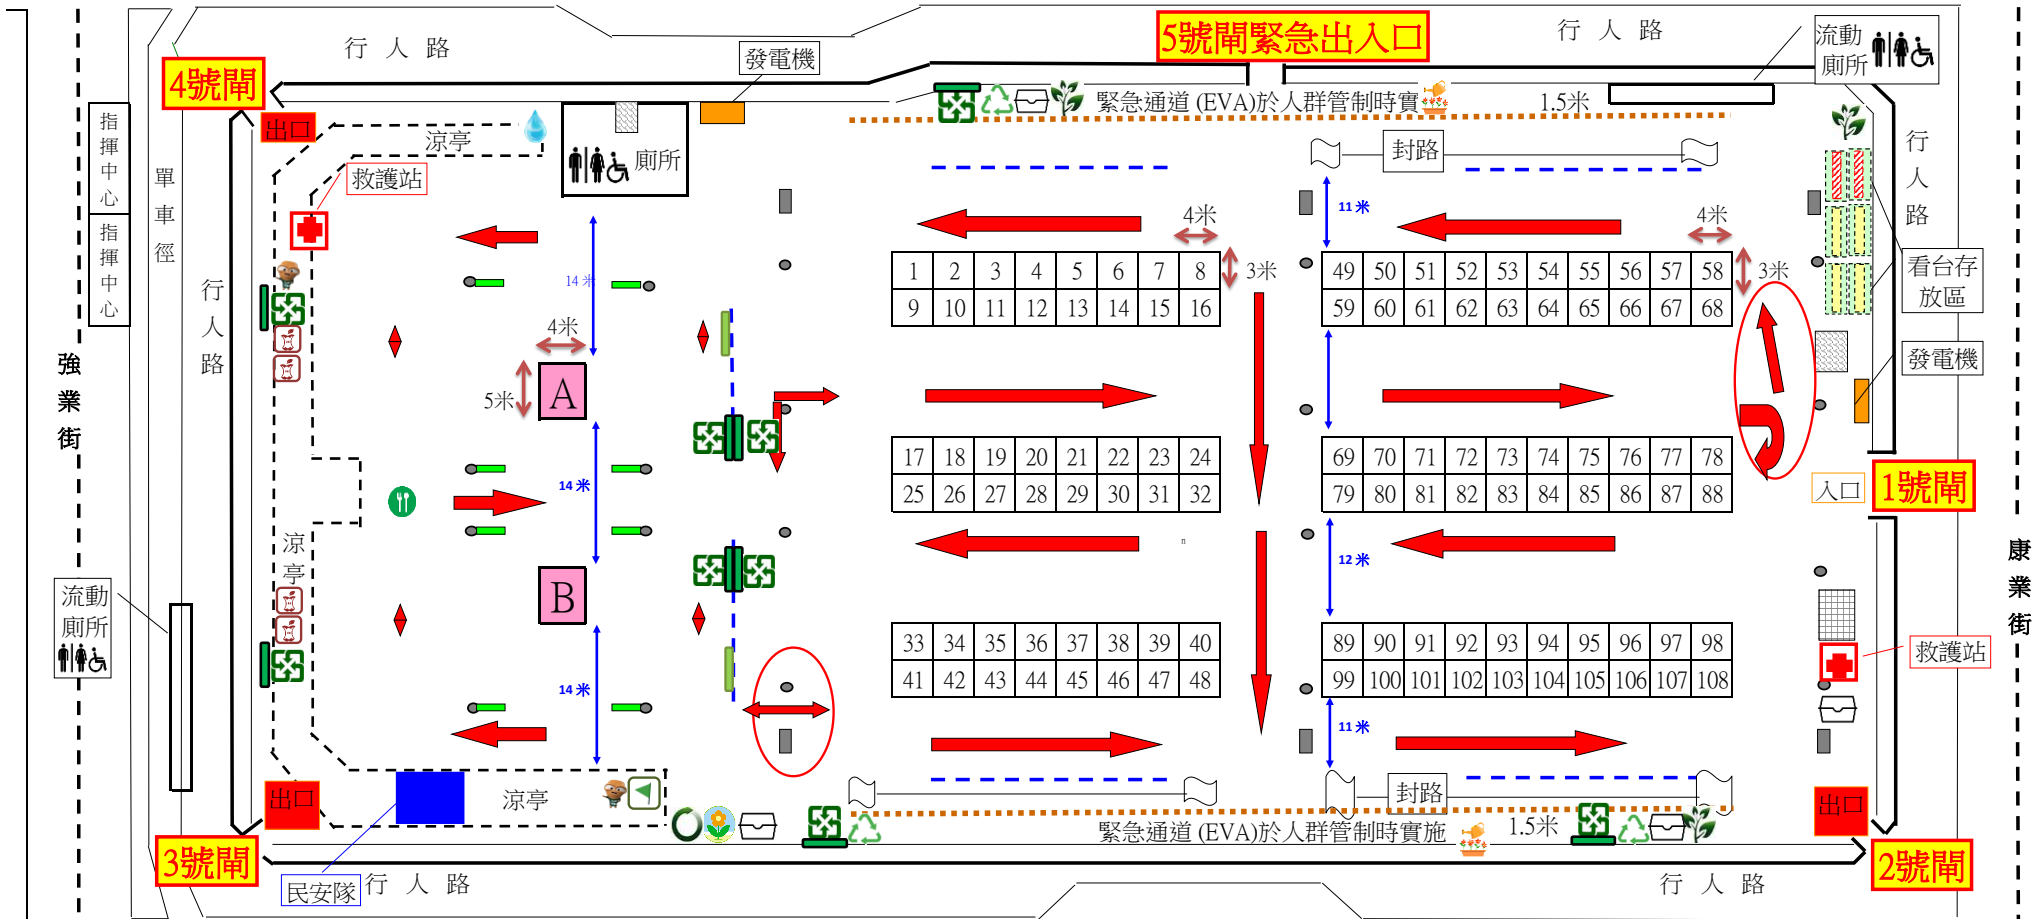 5號閘緊急出入口
行人路
發電機
行人路
流動
廁所
4號閘
出口
緊急通道 (EVA)於人群管制時實
1.5米
指揮中心
指揮中心
單車徑
涼亭
廁所
封路
行人路
救護站
11 米
4米
4米
14 米
1 2 3 4 5 6 7 8
3米
49 50 51 52 53 54 55 56 57 58
3米
看台存
放區
9 10 11 12 13 14 15 16
59 60 61 62 63 64 65 66 67 68
行人路
4米
5米
A
發電機
強業街
17 18 19 20 21 22 23 24
69 70 71 72 73 74 75 76 77 78
14 米
25 26 27 28 29 30 31 32
79 80 81 82 83 84 85 86 87 88
入口
1號閘
n
12 米
涼亭
康業街
B
流動
廁所
33 34 35 36 37 38 39 40
89 90 91 92 93 94 95 96 97 98
救護站
41 42 43 44 45 46 47 48
99 100 101 102 103 104 105 106 107 108
14 米
11 米
出口
涼亭
封路
出口
緊急通道 (EVA)於人群管制時實施
1.5米
3號閘
2號閘
民安隊
行人路
行人路